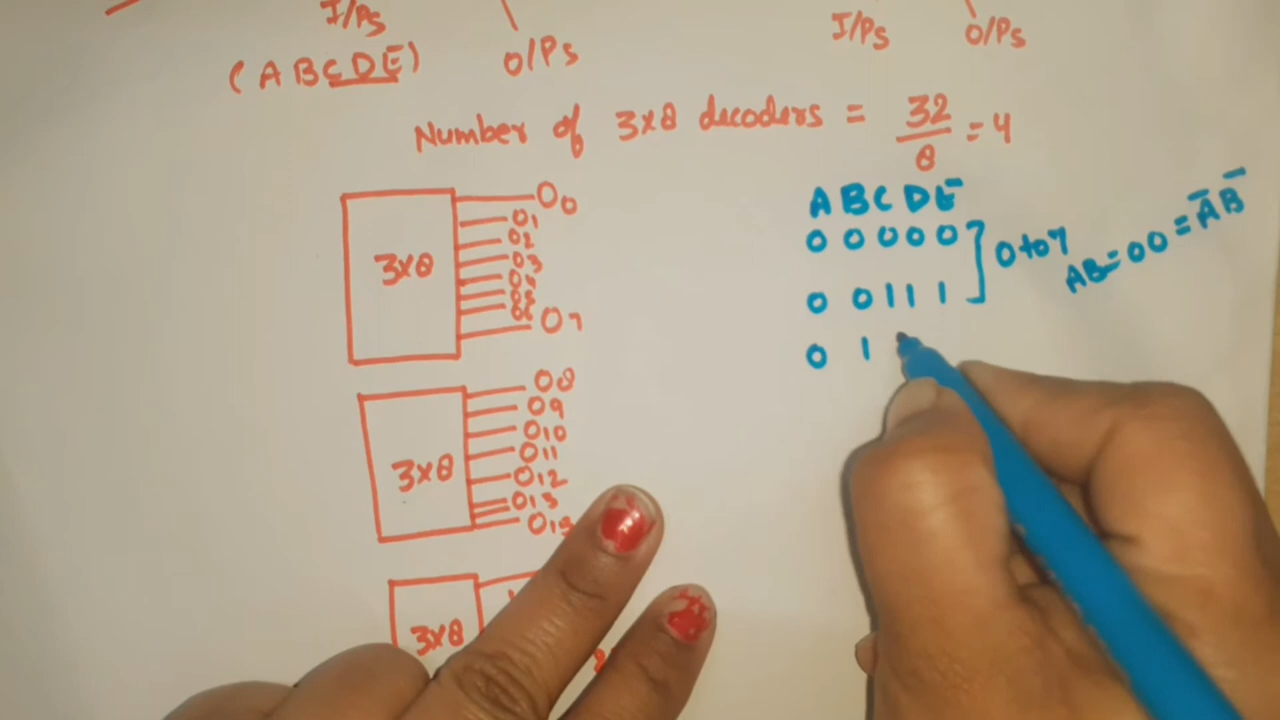 I/Ps O/Ps
(ABCDE)
I/Ps O/Ps
Number of 3x8 decoders = 32/8 = 4
3x8
O0
O1
O2
O3
O4
O5
O6
O7
3x8
O8
O9
O10
O11
O12
O13
3x8
A B C D E
0 0 0 0 0
0 0 1 1 1
0 to 7
AB = 00 = A̅ B̅
0 1